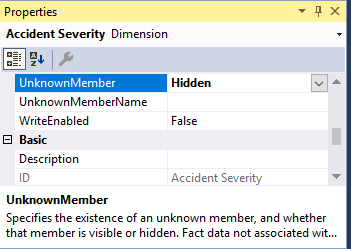 Properties
Accident Severity Dimension
UnknownMember Hidden
UnknownMemberName
WriteEnabled False
Basic
Description
ID Accident Severity
UnknownMember
Specifies the existence of an unknown member, and whether
that member is visible or hidden. Fact data not associated wit...